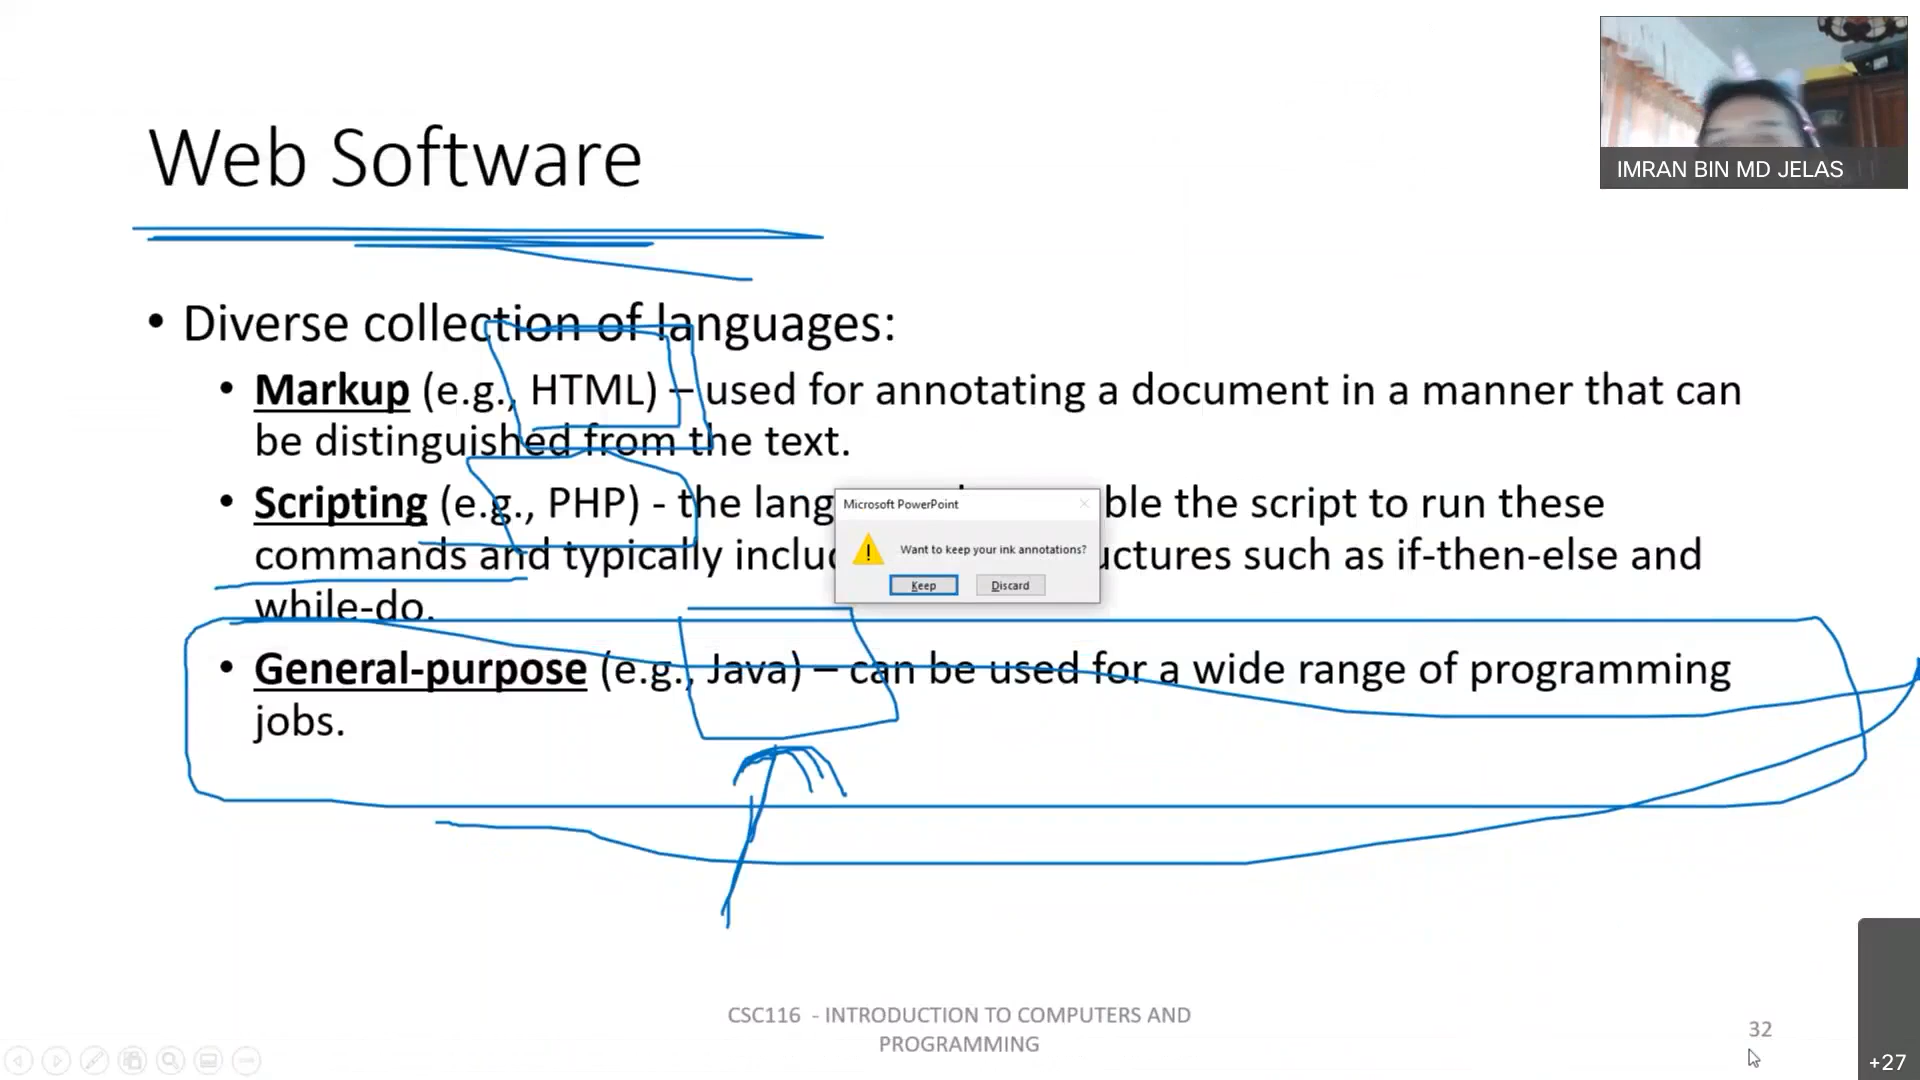 IMRAN BIN MD JELAS
Web Software
• Diverse collection of languages:
• Markup (e.g., HTML) – used for annotating a document in a manner that can
be distinguished from the text.
• Scripting (e.g., PHP) - the lang ble the script to run these
commands and typically inclu uctures such as if-then-else and
while-do.
Microsoft PowerPoint
Want to keep your ink annotations?
Keep Discard
• General-purpose (e.g., Java) – can be used for a wide range of programming
jobs.
CSC116 - INTRODUCTION TO COMPUTERS AND
PROGRAMMING
32
+27